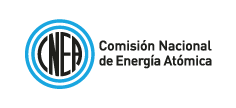 CNEA
Comisión Nacional
de Energía Atómica